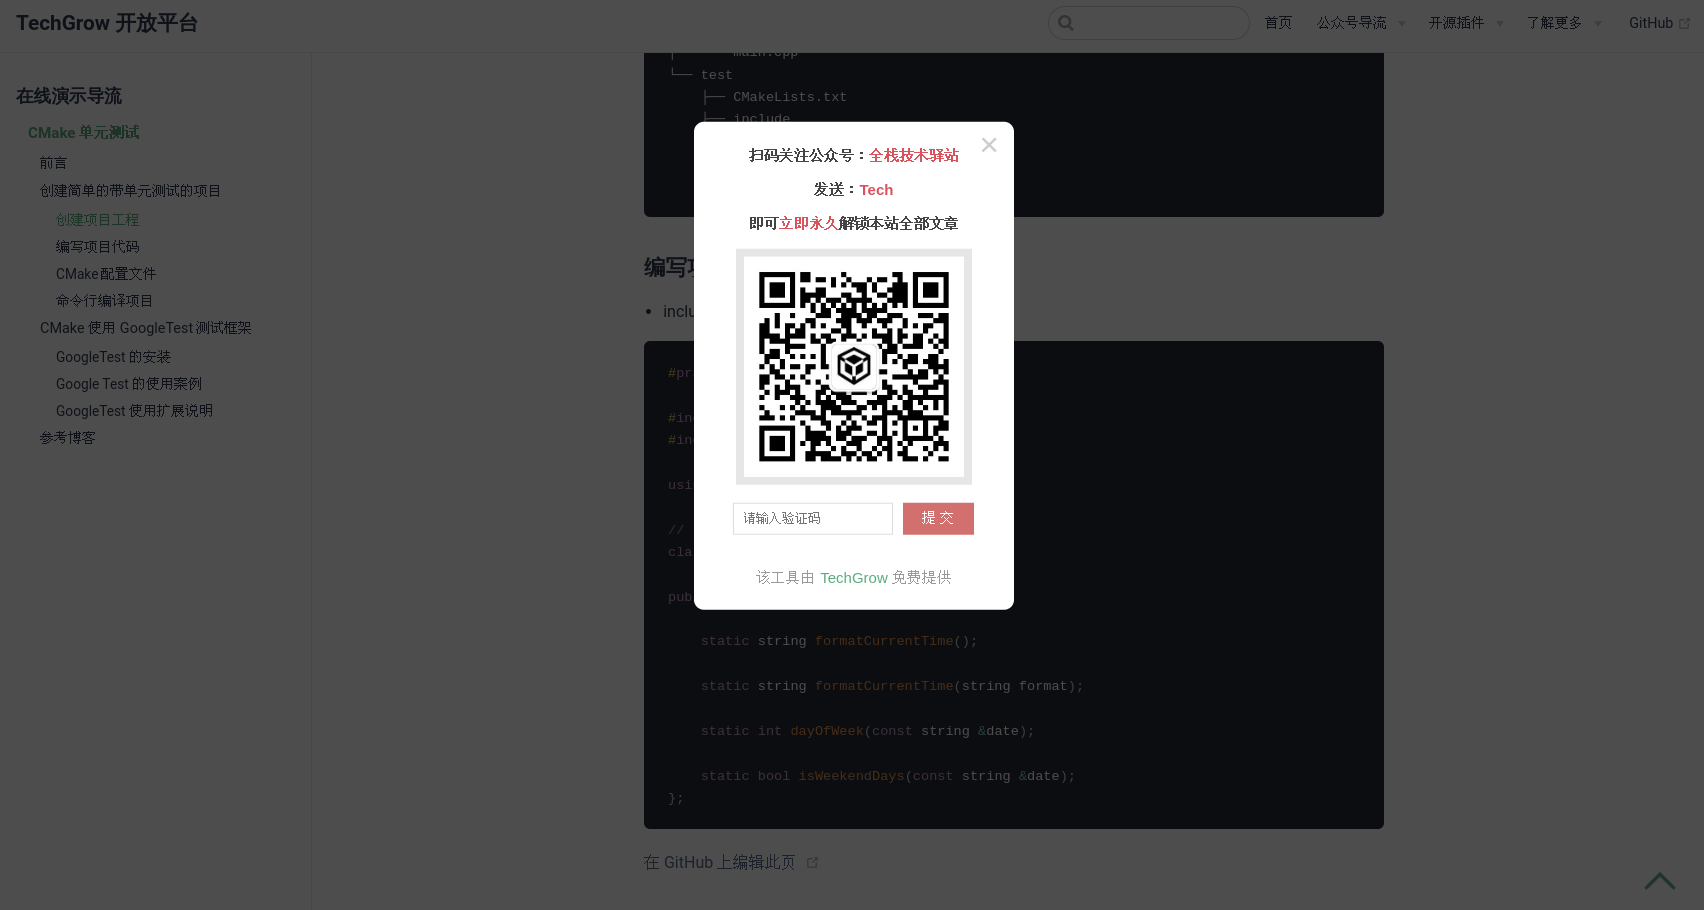 TechGrow 开放平台
首页
公众号导流
开源插件
了解更多
GitHub
在线演示导流
CMake 单元测试
前言
创建简单的带单元测试的项目
创建项目工程
编写项目代码
CMake 配置文件
命令行编译项目
CMake 使用 GoogleTest 测试框架
GoogleTest 的安装
Google Test 的使用案例
GoogleTest 使用扩展说明
参考博客
main.cpp
└── test
├── CMakeLists.txt
├── include
扫码关注公众号：全栈技术驿站
发送：Tech
即可立即永久解锁本站全部文章
请输入验证码
提 交
该工具由 TechGrow 免费提供
编写项
inclu
#pr
#in
#in
usi
//
cla
pub
static string formatCurrentTime();
static string formatCurrentTime(string format);
static int dayOfWeek(const string &date);
static bool isWeekendDays(const string &date);
};
在 GitHub 上编辑此页